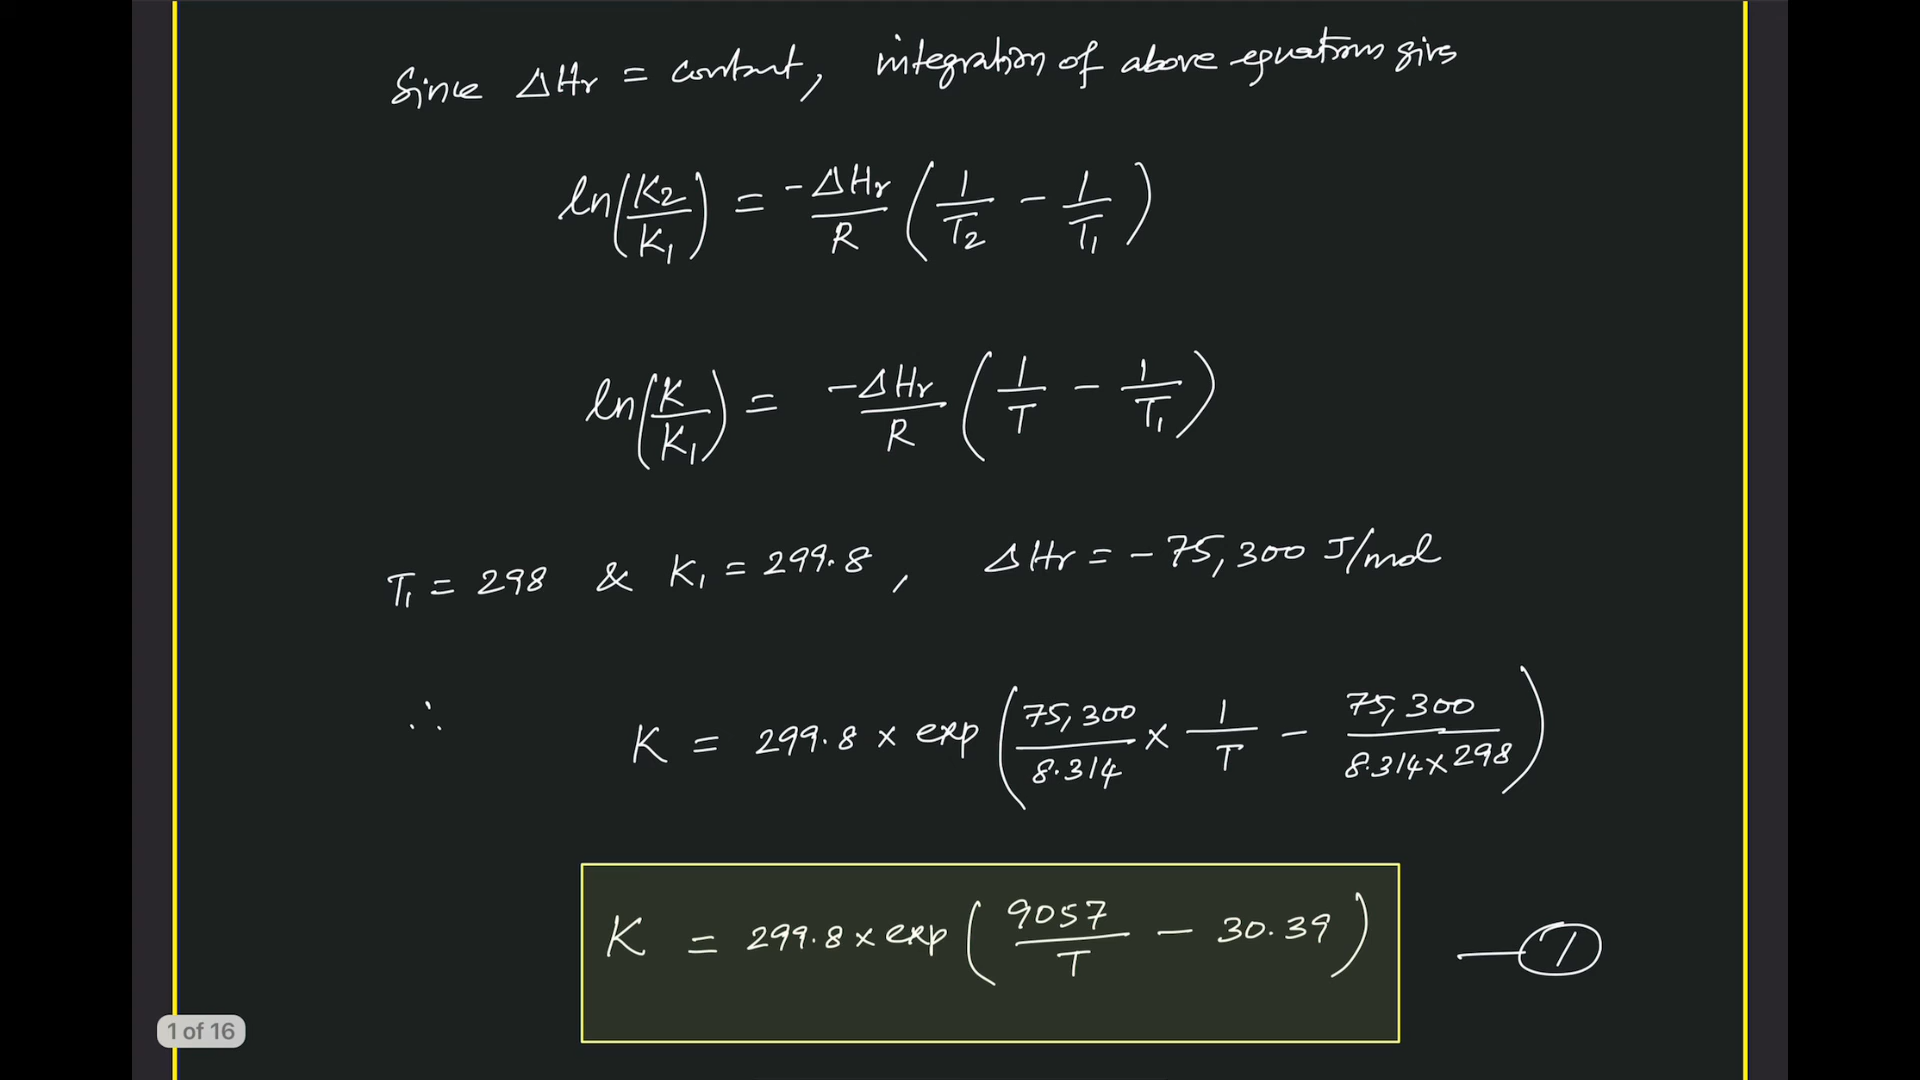 Since ΔHr = constant, integration of above equations gives
ln(K2/K1) = -ΔHr/R (1/T2 - 1/T1)
ln(K/K1) = -ΔHr/R (1/T - 1/T1)
T1 = 298 & K1 = 299.8, ΔHr = -75,300 J/mol
∴ K = 299.8 × exp(75,300/8.314 × 1/T - 75,300/8.314×298)
K = 299.8 × exp(9057/T - 30.39) — 1
1 of 16